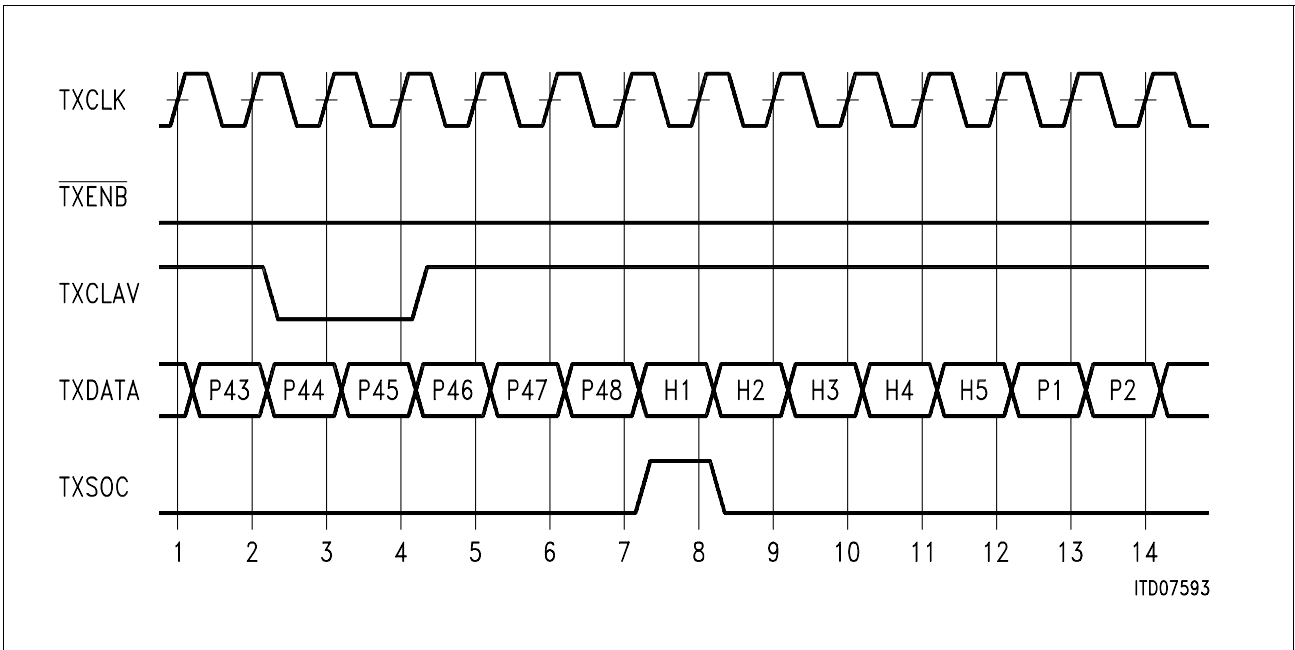 TXCLK
TXENB
TXCLAV
TXDATA P43 P44 P45 P46 P47 P48 H1 H2 H3 H4 H5 P1 P2
TXSOC
1 2 3 4 5 6 7 8 9 10 11 12 13 14
ITD07593